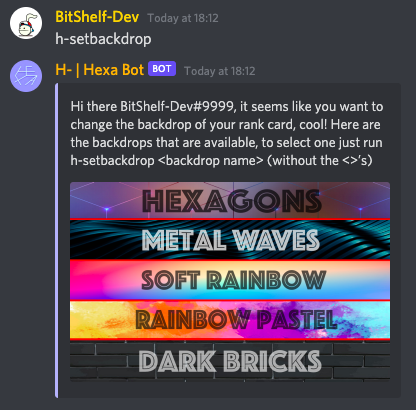 BitShelf-Dev Today at 18:12
h-setbackdrop
H- | Hexa Bot BOT Today at 18:12
Hi there BitShelf-Dev#9999, it seems like you want to
change the backdrop of your rank card, cool! Here are
the backdrops that are available, to select one just run
h-setbackdrop <backdrop name> (without the <>'s)
HEXAGONS
METAL WAVES
SOFT RAINBOW
RAINBOW PASTEL
DARK BRICKS